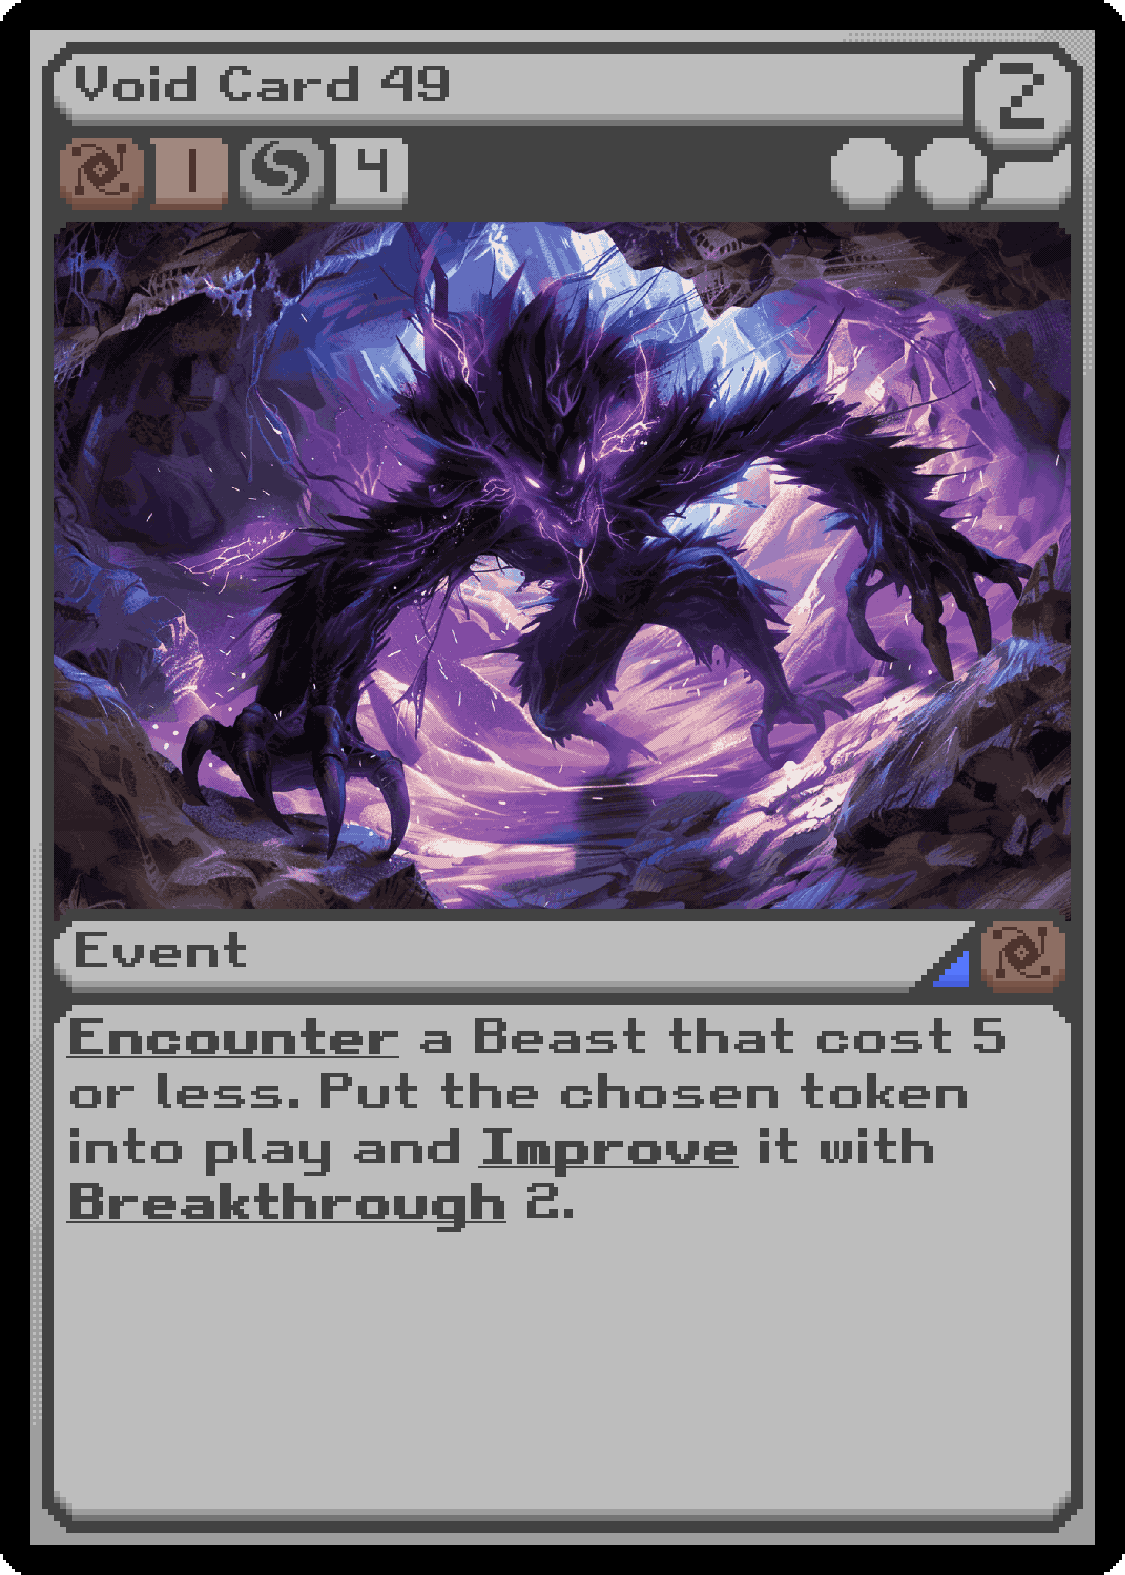 Void Card 49
2
1 4
Event
Encounter a Beast that cost 5
or less. Put the chosen token
into play and Improve it with
Breakthrough 2.